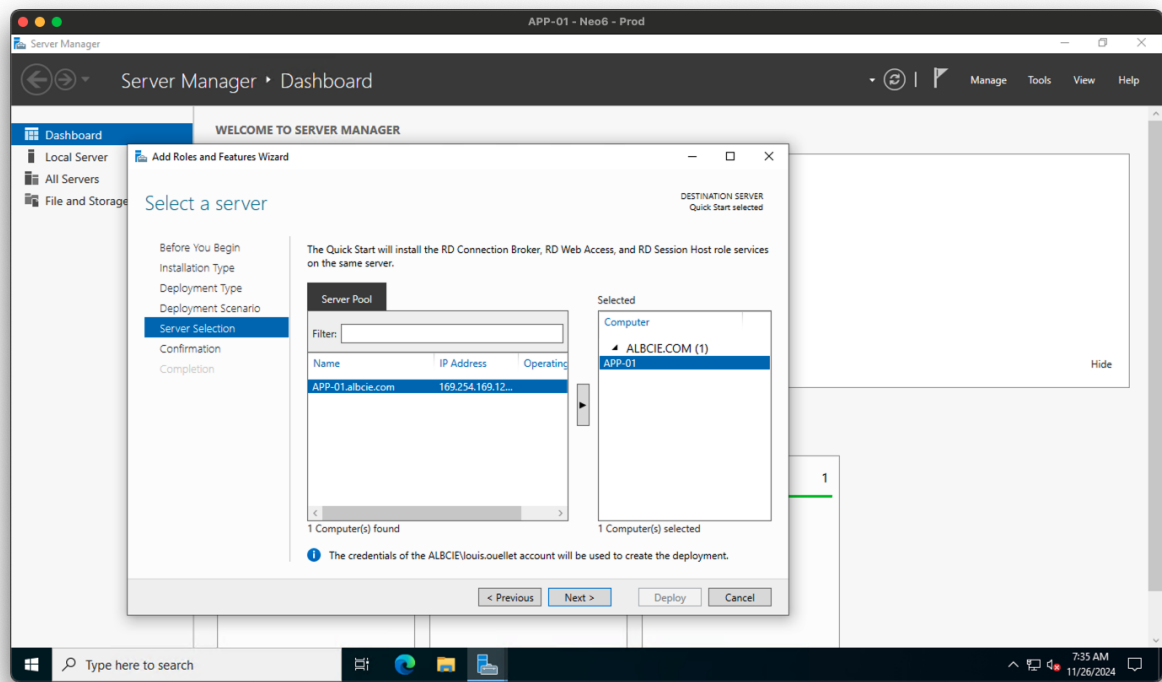 APP-01 - Neo6 - Prod
Server Manager
Server Manager ‣ Dashboard
Manage Tools View Help
Dashboard
Local Server
All Servers
File and Storage
WELCOME TO SERVER MANAGER
Add Roles and Features Wizard
Select a server
DESTINATION SERVER
Quick Start selected
Before You Begin
Installation Type
Deployment Type
Deployment Scenario
Server Selection
Confirmation
Completion
The Quick Start will install the RD Connection Broker, RD Web Access, and RD Session Host role services
on the same server.
Server Pool
Filter:
Name IP Address Operating
APP-01.albcie.com 169.254.169.12...
1 Computer(s) found
Selected
Computer
ALBCIE.COM (1)
APP-01
1 Computer(s) selected
The credentials of the ALBCIE\louis.ouellet account will be used to create the deployment.
< Previous Next > Deploy Cancel
Hide
1
Type here to search
7:35 AM
11/26/2024